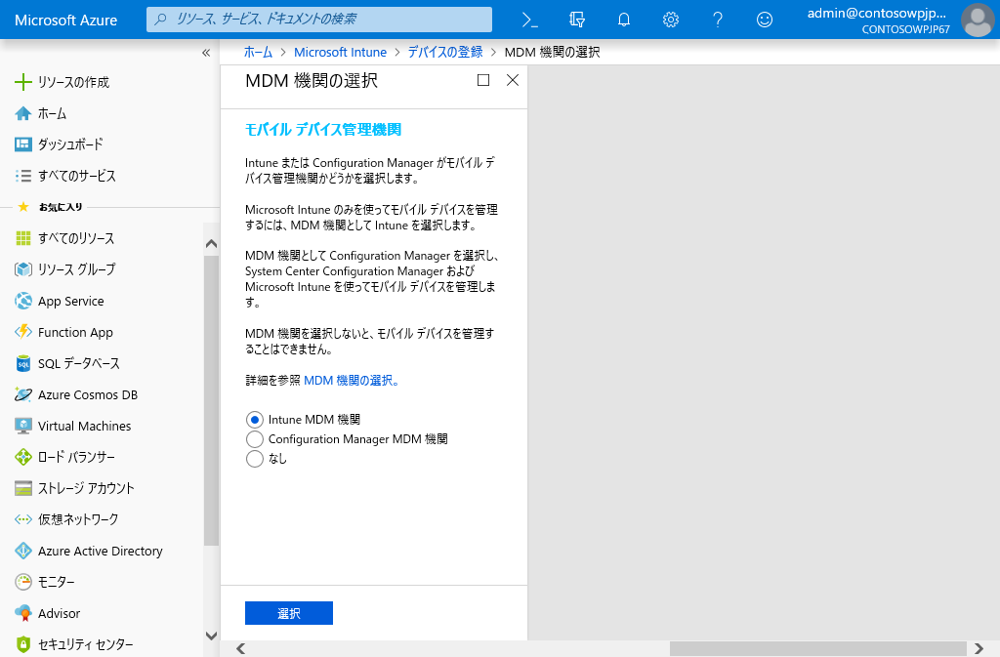 Microsoft Azure
リソース、サービス、ドキュメントの検索
admin@contosowpjp...
CONTOSOWPJP67
ホーム > Microsoft Intune > デバイスの登録 > MDM 機関の選択
リソースの作成
ホーム
ダッシュボード
すべてのサービス
お気に入り
すべてのリソース
リソース グループ
App Service
Function App
SQL データベース
Azure Cosmos DB
Virtual Machines
ロード バランサー
ストレージ アカウント
仮想ネットワーク
Azure Active Directory
モニター
Advisor
セキュリティ センター
MDM 機関の選択
モバイル デバイス管理機関
Intune または Configuration Manager がモバイル デ
バイス管理機関かどうかを選択します。
Microsoft Intune のみを使ってモバイル デバイスを管理
するには、MDM 機関として Intune を選択します。
MDM 機関として Configuration Manager を選択し、
System Center Configuration Manager および
Microsoft Intune を使ってモバイル デバイスを管理しま
す。
MDM 機関を選択しないと、モバイル デバイスを管理す
ることはできません。
詳細を参照 MDM 機関の選択。
Intune MDM 機関
Configuration Manager MDM 機関
なし
選択